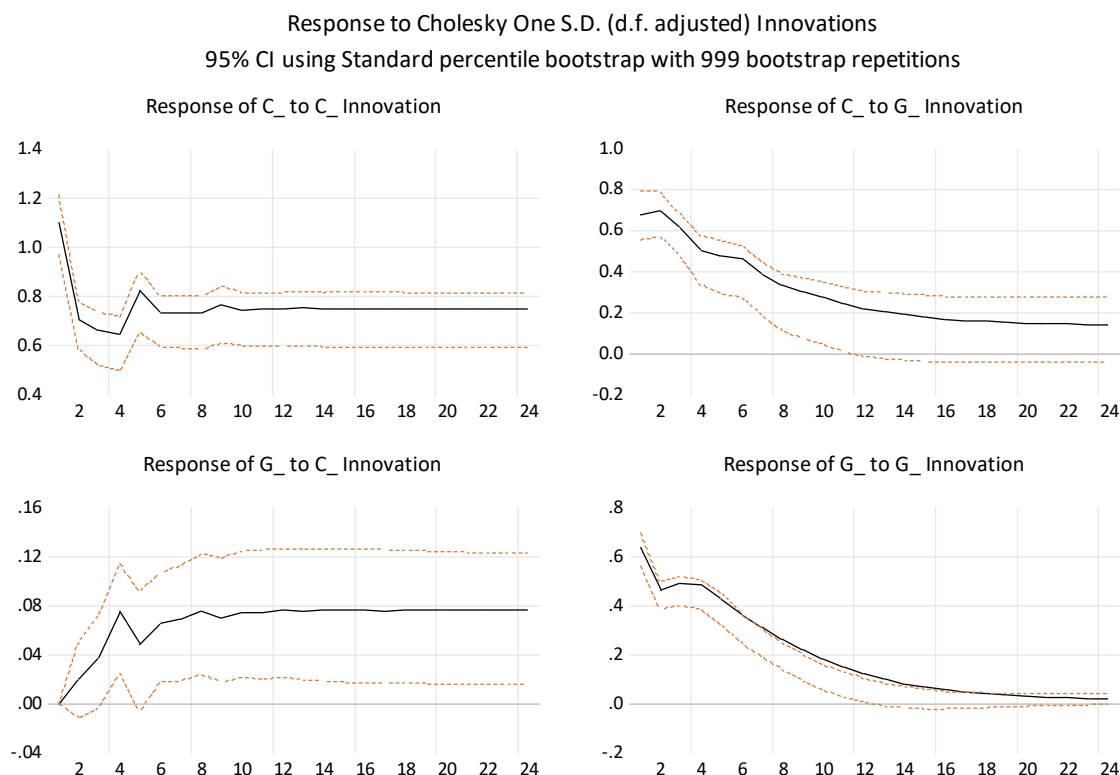 Response to Cholesky One S.D. (d.f. adjusted) Innovations
95% CI using Standard percentile bootstrap with 999 bootstrap repetitions
Response of C_ to C_ Innovation
1.4
1.2
1.0
0.8
0.6
0.4
2 4 6 8 10 12 14 16 18 20 22 24
Response of C_ to G_ Innovation
1.0
0.8
0.6
0.4
0.2
0.0
-0.2
2 4 6 8 10 12 14 16 18 20 22 24
Response of G_ to C_ Innovation
.16
.12
.08
.04
.00
-.04
2 4 6 8 10 12 14 16 18 20 22 24
Response of G_ to G_ Innovation
.8
.6
.4
.2
.0
-.2
2 4 6 8 10 12 14 16 18 20 22 24